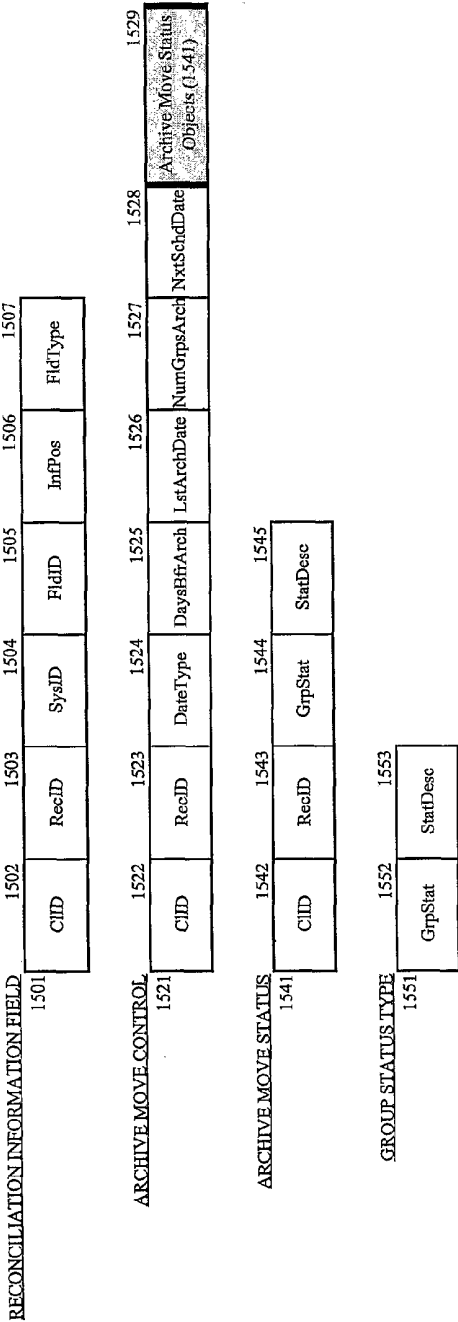 RECONCILIATION INFORMATION FIELD
1501
1502 1503 1504 1505 1506 1507
ClID RecID SysID FldID InfPos FldType
ARCHIVE MOVE CONTROL
1521
1522 1523 1524 1525 1526 1527 1528 1529
ClID RecID DateType DaysBfrArch LstArchDate NumGrpsArch NxtSchdDate Archive Move Status
Objects (1541)
ARCHIVE MOVE STATUS
1541
1542 1543 1544 1545
ClID RecID GrpStat StatDesc
GROUP STATUS TYPE
1551
1552 1553
GrpStat StatDesc